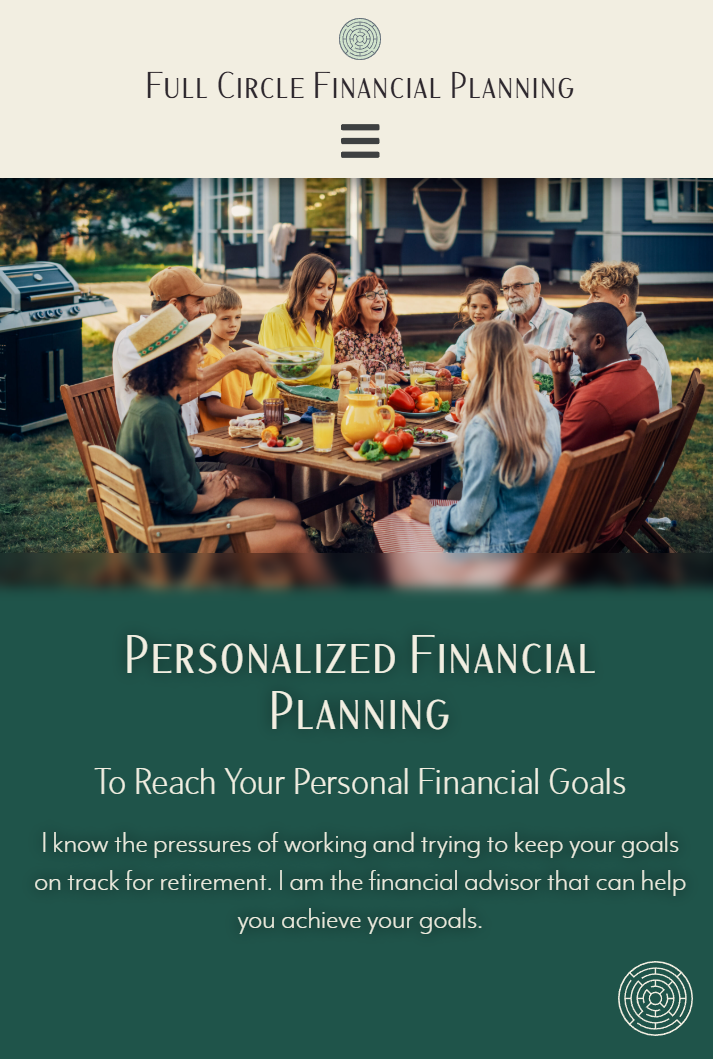 Full Circle Financial Planning
Personalized Financial
Planning
To Reach Your Personal Financial Goals
I know the pressures of working and trying to keep your goals
on track for retirement. I am the financial advisor that can help
you achieve your goals.